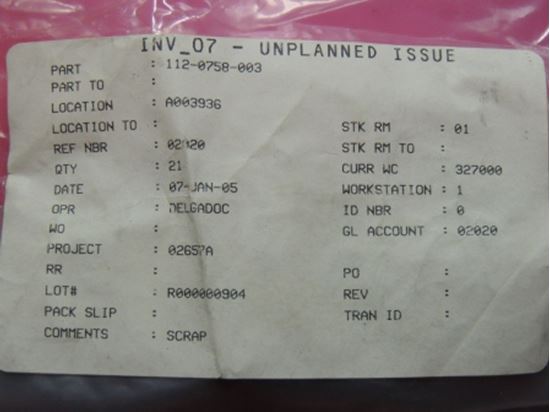 INV_07 - UNPLANNED ISSUE
PART : 112-0758-003
PART TO :
LOCATION : A003936
LOCATION TO :
STK RM : 01
REF NBR : 02020
STK RM TO :
QTY : 21
CURR WC : 327000
DATE : 07-JAN-05
WORKSTATION : 1
OPR : DELGADOC
ID NBR : 0
WO :
GL ACCOUNT : 02020
PROJECT : 02657A
RR :
PO :
LOT# : R000000904
REV :
PACK SLIP :
TRAN ID :
COMMENTS : SCRAP